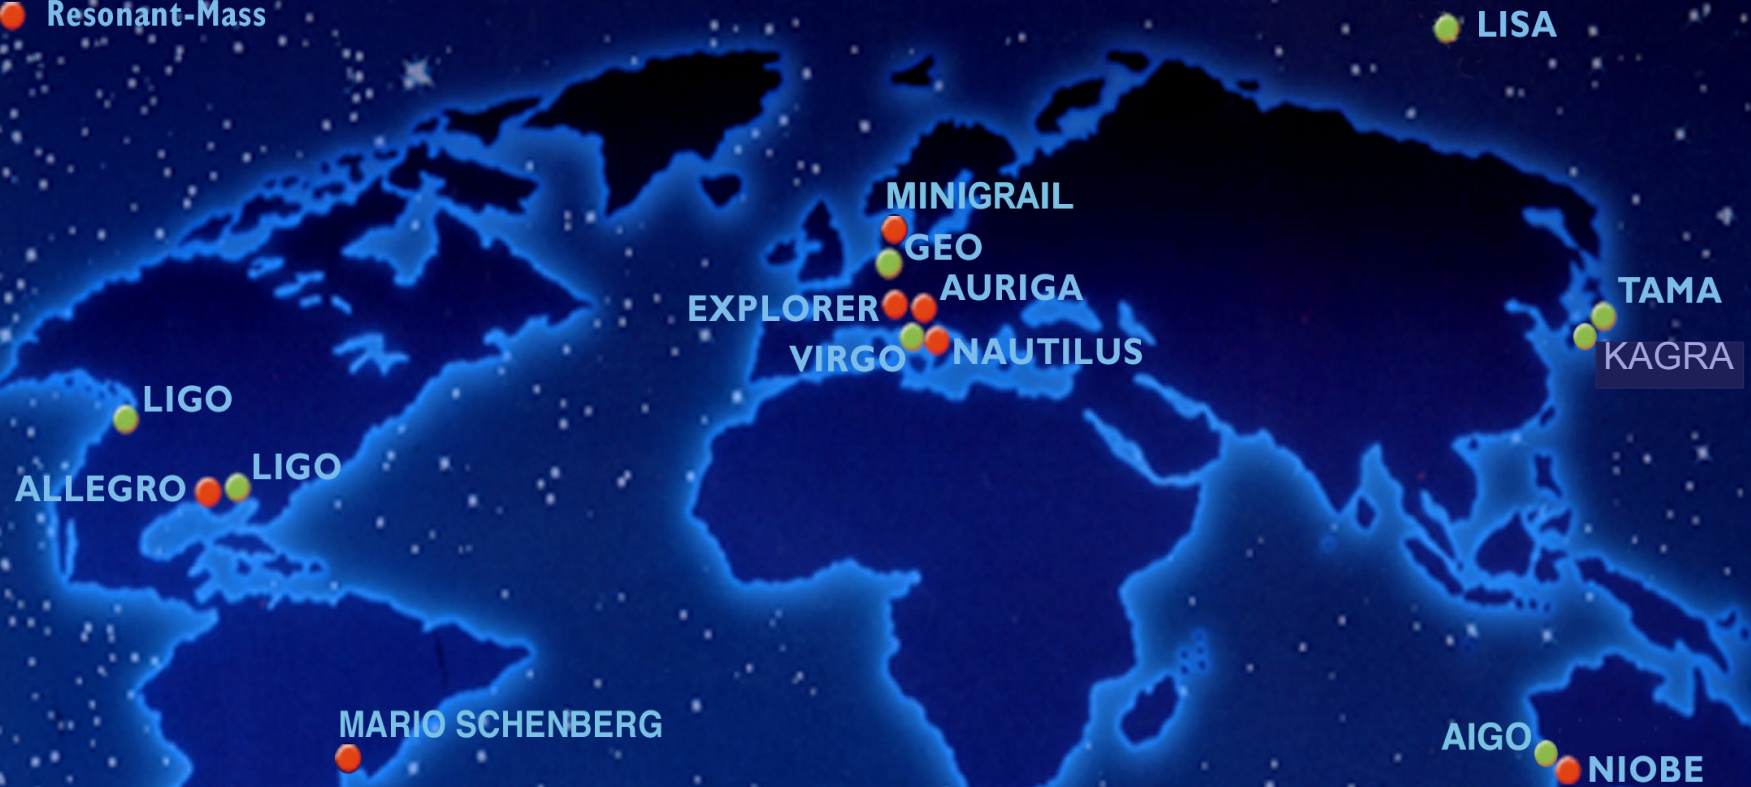 Resonant-Mass
LISA
MINIGRAIL
GEO
AURIGA
EXPLORER
TAMA
VIRGO
NAUTILUS
KAGRA
LIGO
LIGO
ALLEGRO
MARIO SCHENBERG
AIGO
NIOBE